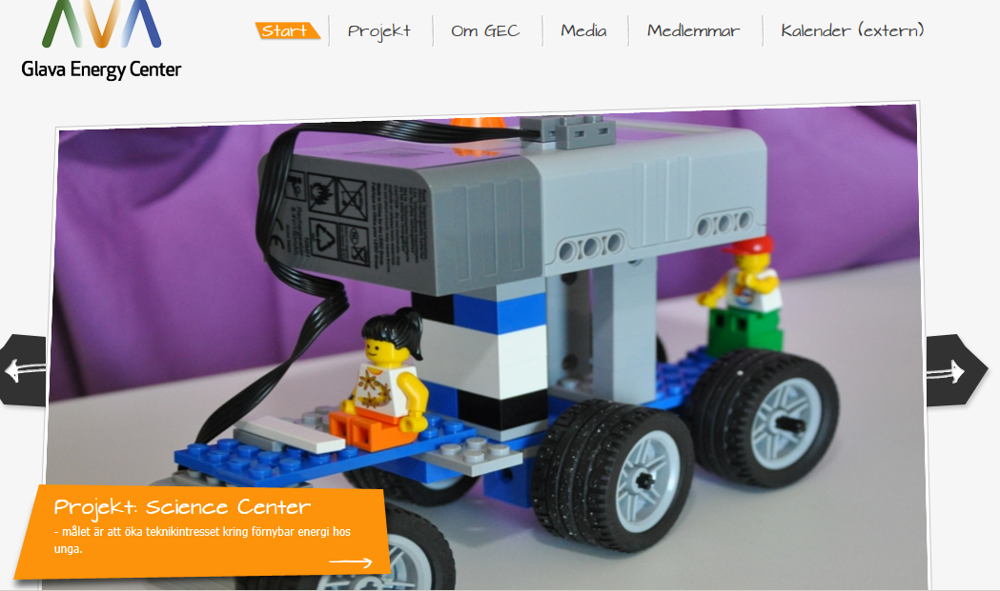 Start
Projekt
Om GEC
Media
Medlemmar
Kalender (extern)
Glava Energy Center
CE
Projekt: Science Center
- målet är att öka teknikintresset kring förnybar energi hos
unga.